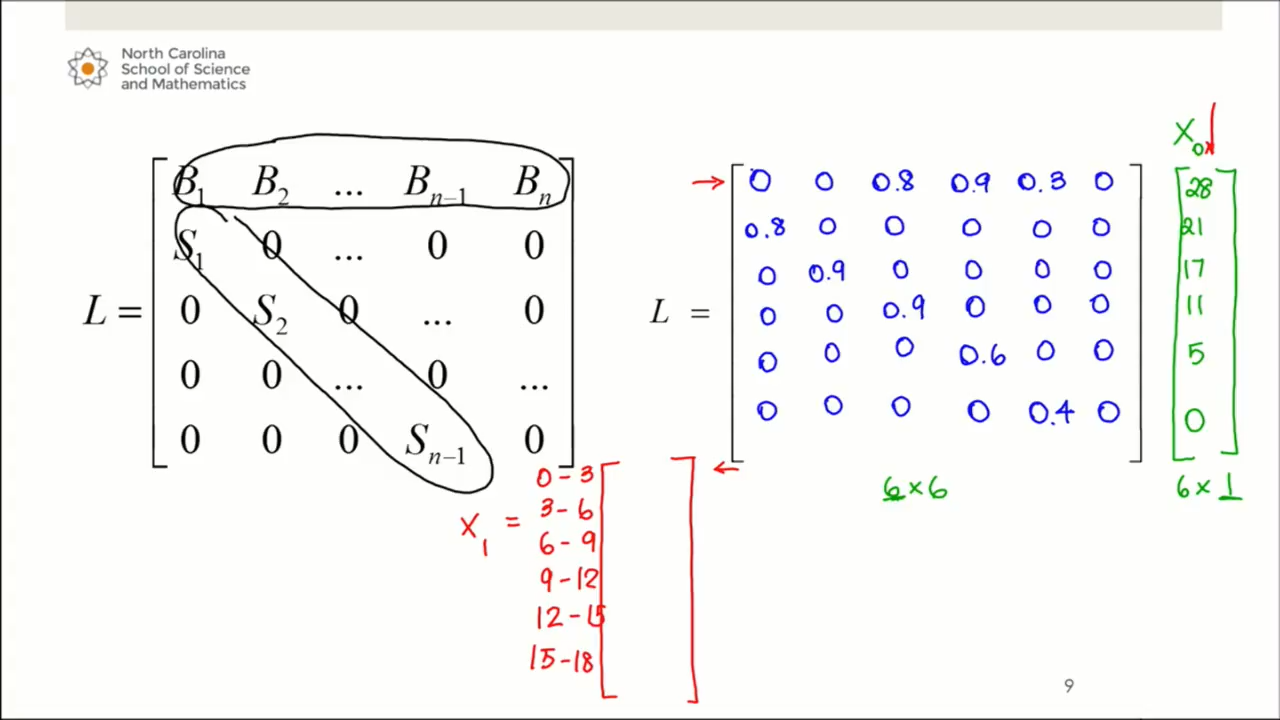 North Carolina
School of Science
and Mathematics
X₀
L = [ B₁ B₂ ... Bₙ₋₁ Bₙ
S₁ 0 ... 0 0
0 S₂ 0 ... 0
0 0 ... 0 ...
0 0 0 Sₙ₋₁ 0 ]
→ [ 0 0 0.8 0.9 0.3 0 ] [ 28 ]
0.8 0 0 0 0 0 21
0 0.9 0 0 0 0 17
L = 0 0 0.9 0 0 0 11
0 0 0 0.6 0 0 5
0 0 0 0 0.4 0 0
6 × 6 6 × 1
X₁ =
0 - 3
3 - 6
6 - 9
9 - 12
12 - 15
15 - 18
←
9